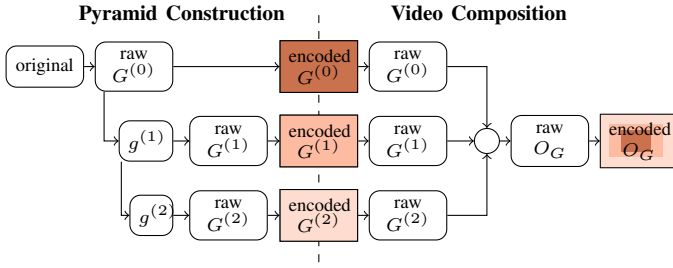 Pyramid Construction Video Composition
original raw G^(0) encoded G^(0) raw G^(0)
g^(1) raw G^(1) encoded G^(1) raw G^(1) raw O_G encoded O_G
g^(2) raw G^(2) encoded G^(2) raw G^(2)